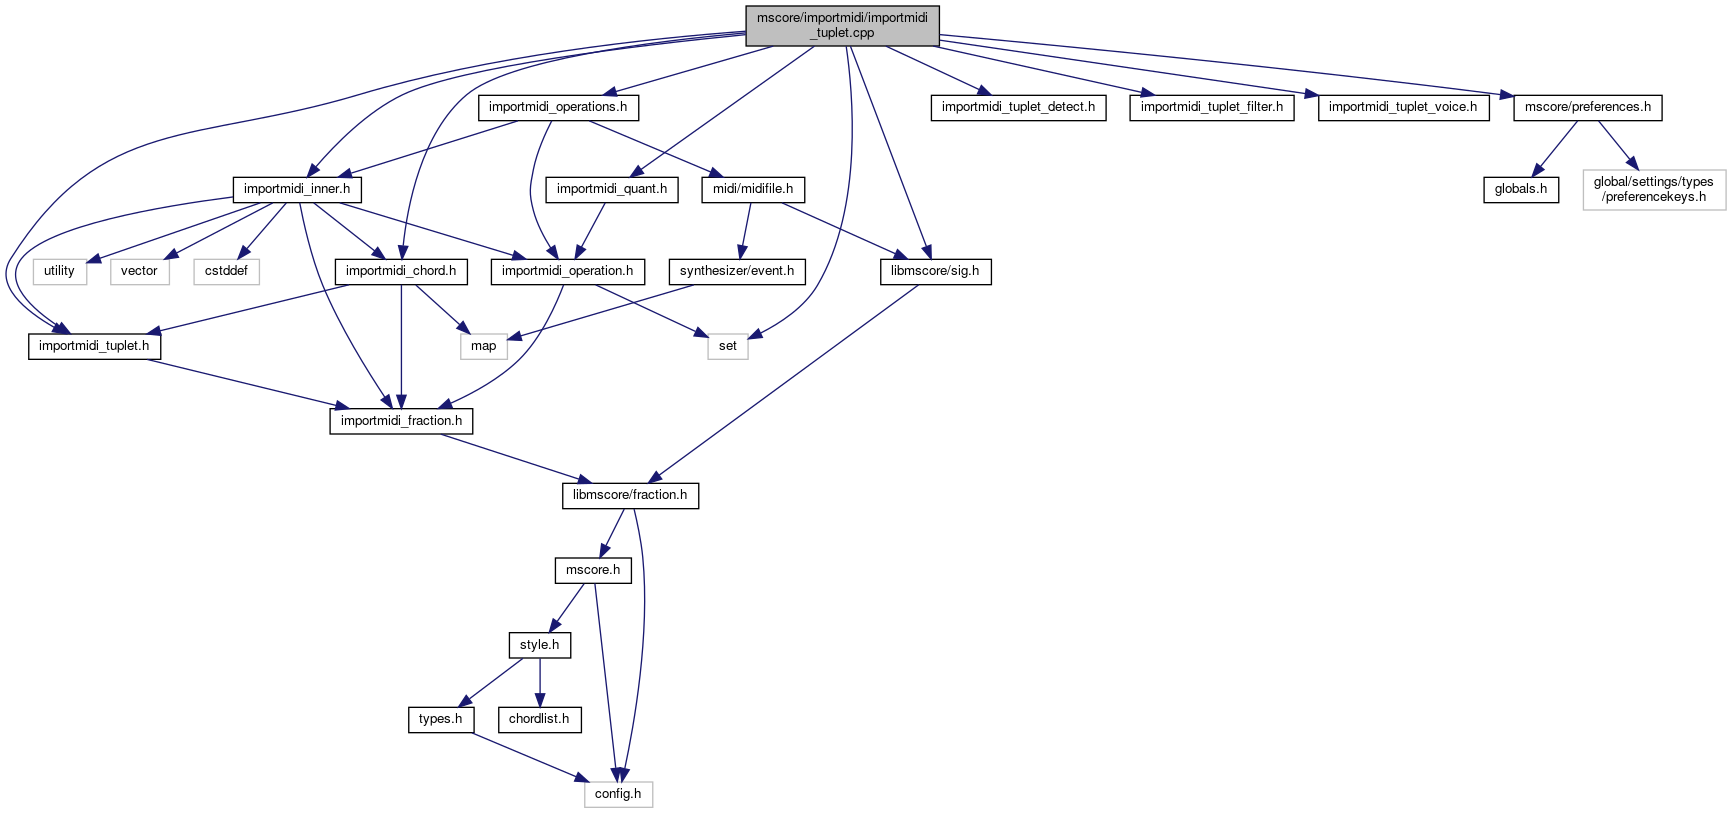 mscore/importmidi/importmidi
_tuplet.cpp
importmidi_operations.h
importmidi_tuplet_detect.h
importmidi_tuplet_filter.h
importmidi_tuplet_voice.h
mscore/preferences.h
importmidi_inner.h
importmidi_quant.h
midi/midifile.h
globals.h
global/settings/types
/preferencekeys.h
utility
vector
cstddef
importmidi_chord.h
importmidi_operation.h
synthesizer/event.h
libmscore/sig.h
importmidi_tuplet.h
map
set
importmidi_fraction.h
libmscore/fraction.h
mscore.h
style.h
types.h
chordlist.h
config.h